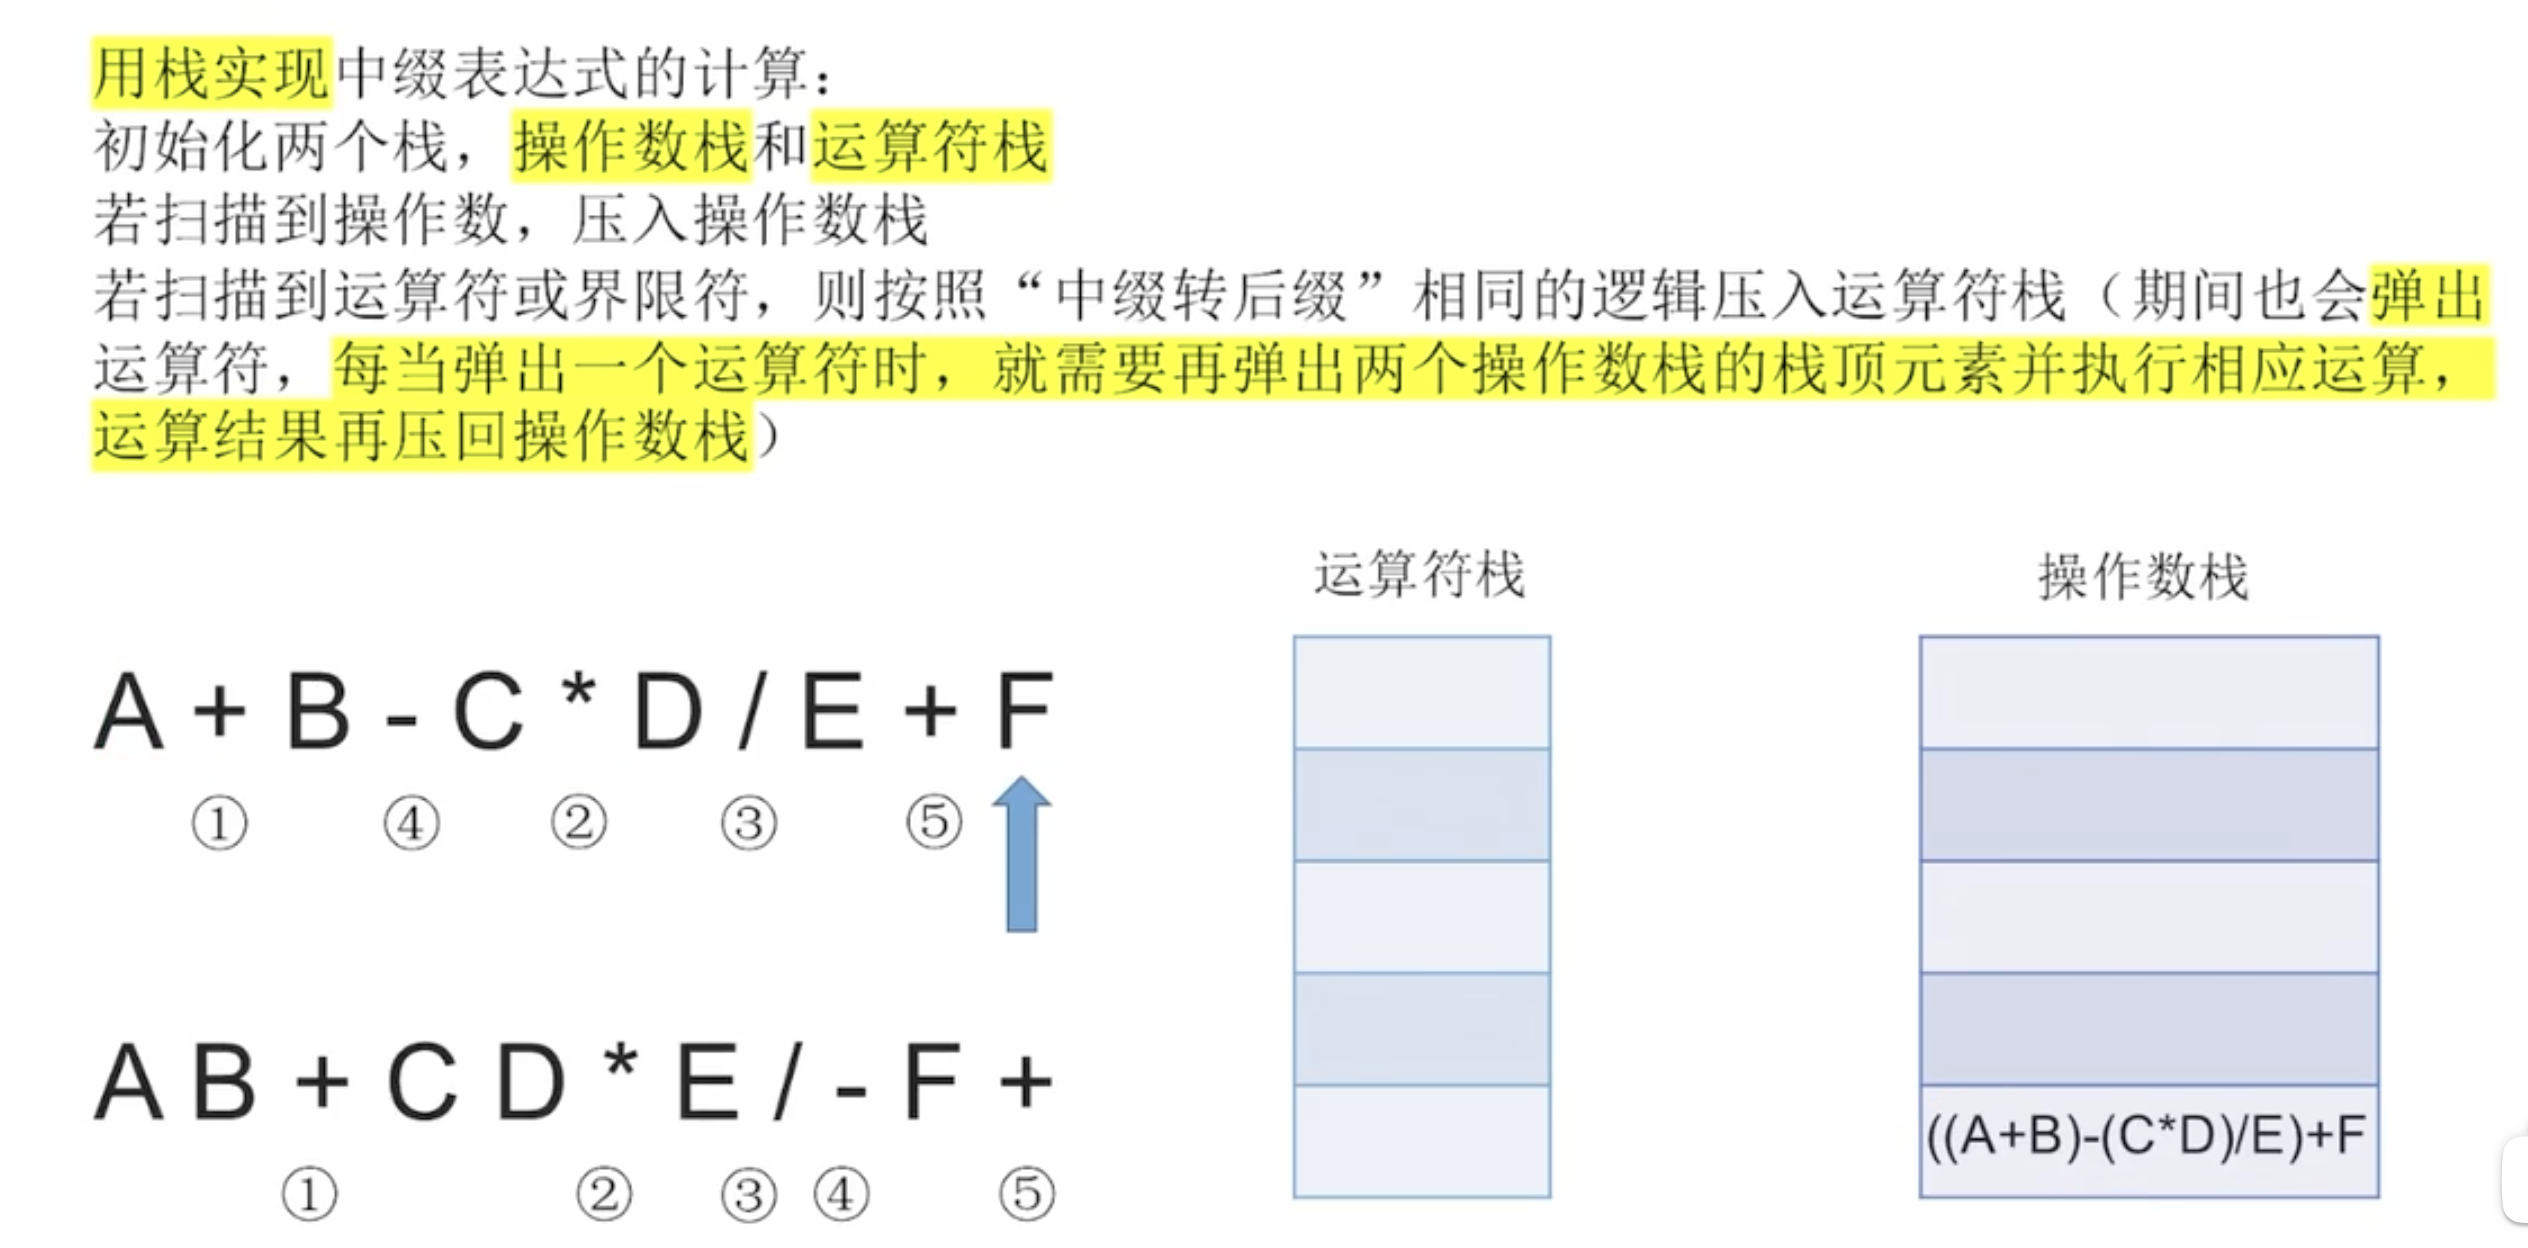 用栈实现中缀表达式的计算：
初始化两个栈，操作数栈和运算符栈
若扫描到操作数，压入操作数栈
若扫描到运算符或界限符，则按照“中缀转后缀”相同的逻辑压入运算符栈（期间也会弹出
运算符，每当弹出一个运算符时，就需要再弹出两个操作数栈的栈顶元素并执行相应运算，
运算结果再压回操作数栈）
运算符栈
操作数栈
A + B - C * D / E + F
① ④ ② ③ ⑤
A B + C D * E / - F +
① ② ③ ④ ⑤
((A+B)-(C*D)/E)+F